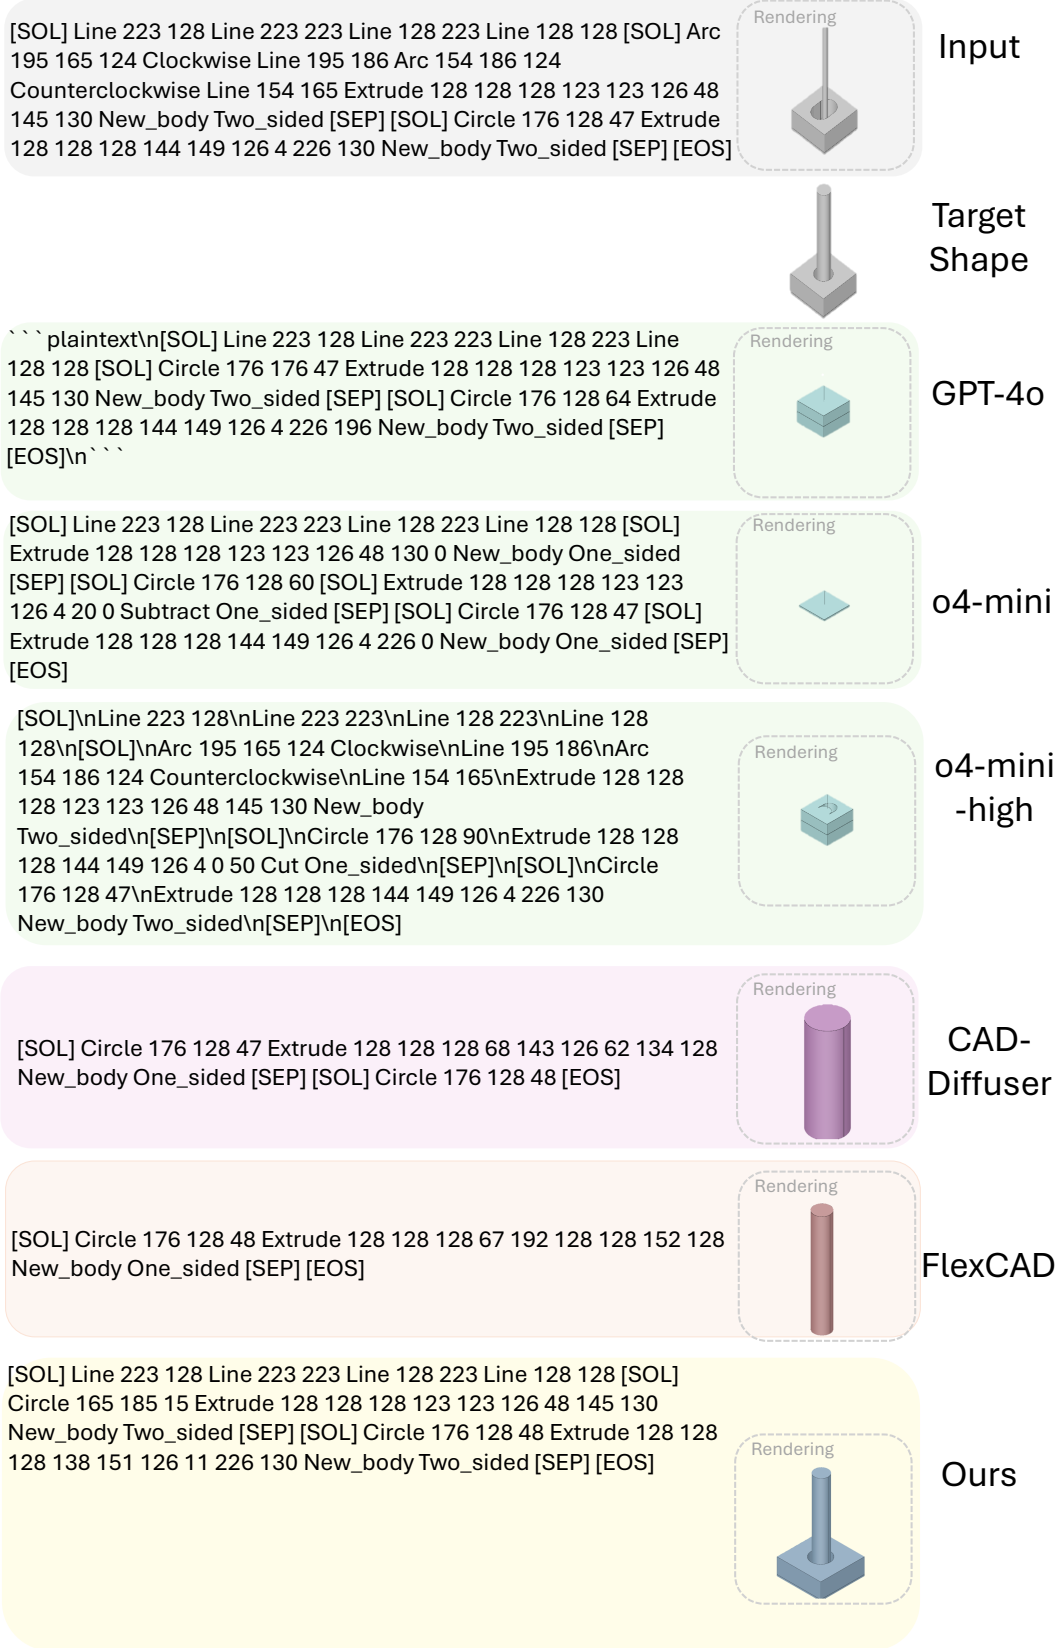 [SOL] Line 223 128 Line 223 223 Line 128 223 Line 128 128 [SOL] Arc
195 165 124 Clockwise Line 195 186 Arc 154 186 124
Counterclockwise Line 154 165 Extrude 128 128 128 123 123 126 48
145 130 New_body Two_sided [SEP] [SOL] Circle 176 128 47 Extrude
128 128 128 144 149 126 4 226 130 New_body Two_sided [SEP] [EOS]
Rendering
Input
Target
Shape
```plaintext\n[SOL] Line 223 128 Line 223 223 Line 128 223 Line
128 128 [SOL] Circle 176 176 47 Extrude 128 128 128 123 123 126 48
145 130 New_body Two_sided [SEP] [SOL] Circle 176 128 64 Extrude
128 128 128 144 149 126 4 226 196 New_body Two_sided [SEP]
[EOS]\n```
Rendering
GPT-4o
[SOL] Line 223 128 Line 223 223 Line 128 223 Line 128 128 [SOL]
Extrude 128 128 128 123 123 126 48 130 0 New_body One_sided
[SEP] [SOL] Circle 176 128 60 [SOL] Extrude 128 128 128 123 123
126 4 20 0 Subtract One_sided [SEP] [SOL] Circle 176 128 47 [SOL]
Extrude 128 128 128 144 149 126 4 226 0 New_body One_sided [SEP]
[EOS]
Rendering
o4-mini
[SOL]\nLine 223 128\nLine 223 223\nLine 128 223\nLine 128
128\n[SOL]\nArc 195 165 124 Clockwise\nLine 195 186\nArc
154 186 124 Counterclockwise\nLine 154 165\nExtrude 128 128
128 123 123 126 48 145 130 New_body
Two_sided\n[SEP]\n[SOL]\nCircle 176 128 90\nExtrude 128 128
128 144 149 126 4 0 50 Cut One_sided\n[SEP]\n[SOL]\nCircle
176 128 47\nExtrude 128 128 128 144 149 126 4 226 130
New_body Two_sided\n[SEP]\n[EOS]
Rendering
o4-mini
-high
[SOL] Circle 176 128 47 Extrude 128 128 128 68 143 126 62 134 128
New_body One_sided [SEP] [SOL] Circle 176 128 48 [EOS]
Rendering
CAD-
Diffuser
[SOL] Circle 176 128 48 Extrude 128 128 128 67 192 128 128 152 128
New_body One_sided [SEP] [EOS]
Rendering
FlexCAD
[SOL] Line 223 128 Line 223 223 Line 128 223 Line 128 128 [SOL]
Circle 165 185 15 Extrude 128 128 128 123 123 126 48 145 130
New_body Two_sided [SEP] [SOL] Circle 176 128 48 Extrude 128 128
128 138 151 126 11 226 130 New_body Two_sided [SEP] [EOS]
Rendering
Ours